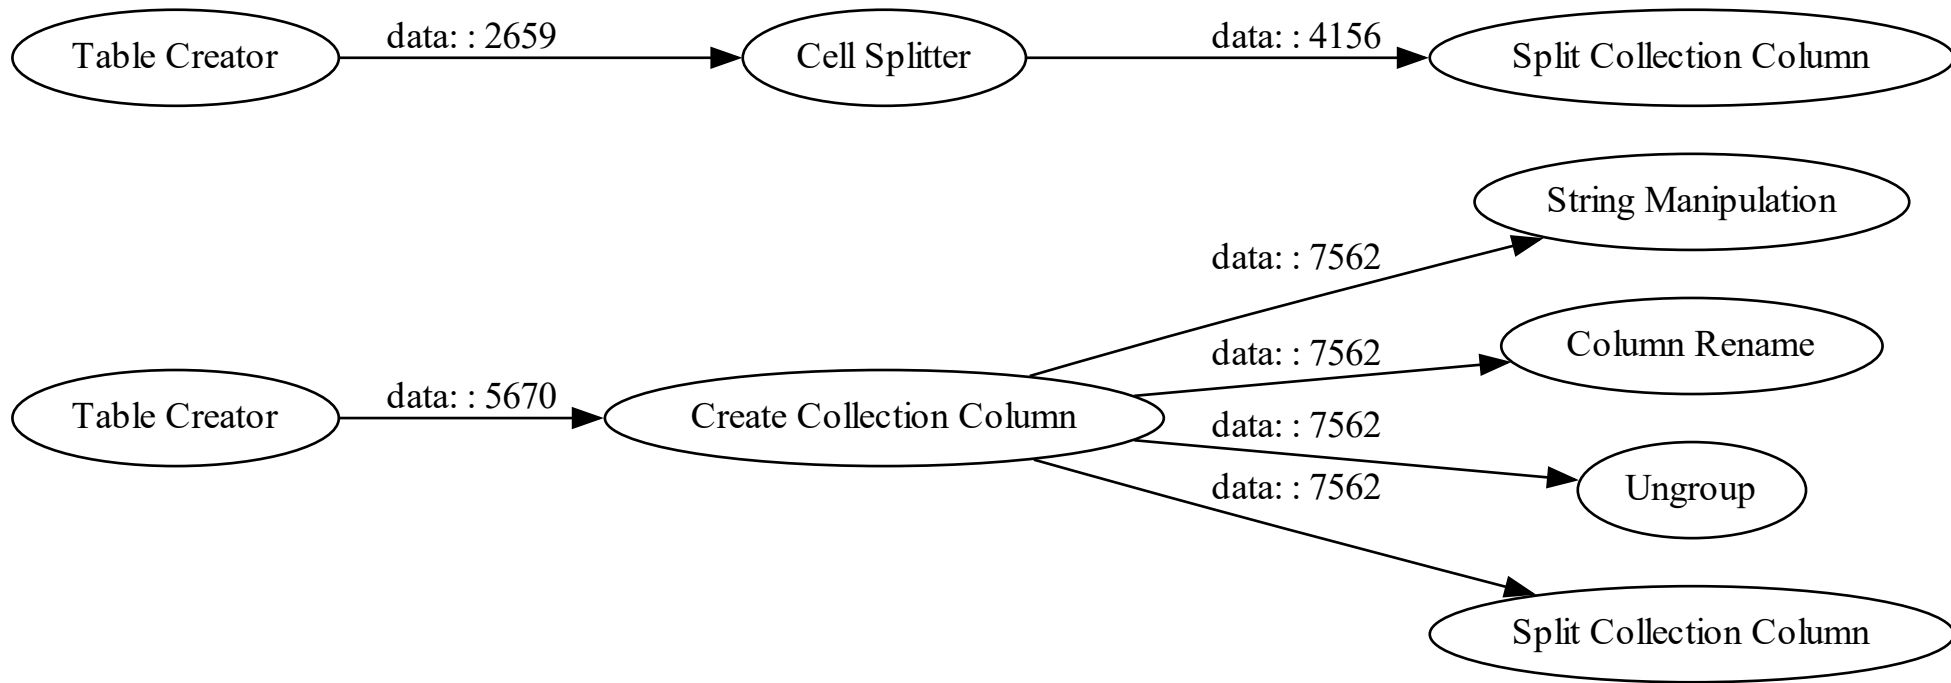 Table Creator
data: : 2659
Cell Splitter
data: : 4156
Split Collection Column
String Manipulation
data: : 7562
Column Rename
data: : 7562
Table Creator
data: : 5670
Create Collection Column
data: : 7562
Ungroup
data: : 7562
Split Collection Column